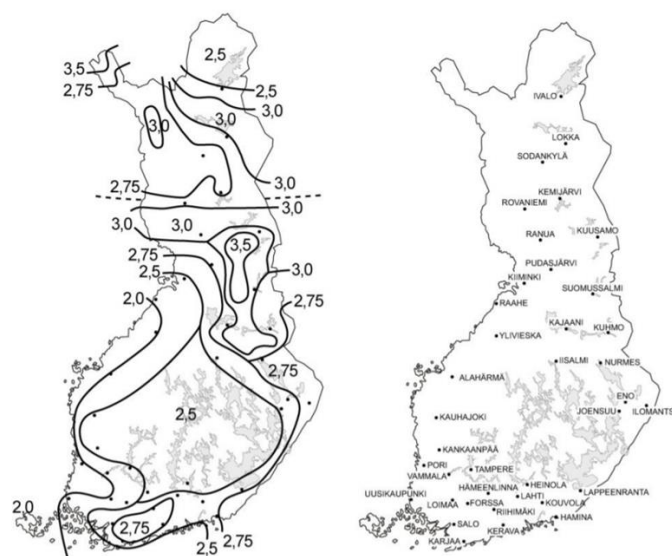 2,5
3,5
2,75
2,5
3,0
3,0
3,0
2,75
3,0
3,0
3,0
3,0
3,5
2,75
2,5
3,0
2,0
2,75
2,75
2,5
2,0
2,75
2,75
2,5
IVALO
LOKKA
SODANKYLÄ
KEMIJÄRVI
ROVANIEMI
RANUA
KUUSAMO
PUDASJÄRVI
KIIMINKI
SUOMUSSALMI
RAAHE
KAJAANI
KUHMO
YLIVIESKA
IISALMI
NURMES
ALAHÄRMÄ
ENO
JOENSUU
ILOMANTSI
KAUHAJOKI
KANKAANPÄÄ
PORI
TAMPERE
VAMMALA
HÄMEENLINNA
HEINOLA
LAPPEENRANTA
UUSIKAUPUNKI
LAHTI
LOIMAA
FORSSA
KOUVOLA
RIIHIMÄKI
HAMINA
SALO
KERAVA
KARJAA